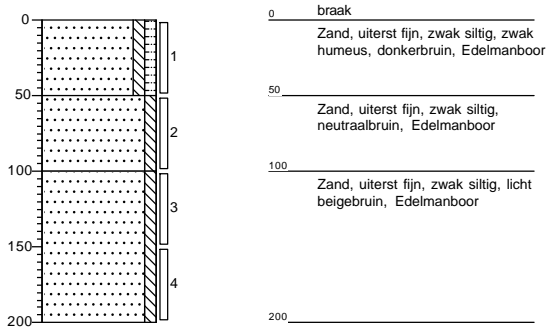 0
50
100
150
200
1
2
3
4
0
braak
Zand, uiterst fijn, zwak siltig, zwak
humeus, donkerbruin, Edelmanboor
50
Zand, uiterst fijn, zwak siltig,
neutraalbruin, Edelmanboor
100
Zand, uiterst fijn, zwak siltig, licht
beigebruin, Edelmanboor
200